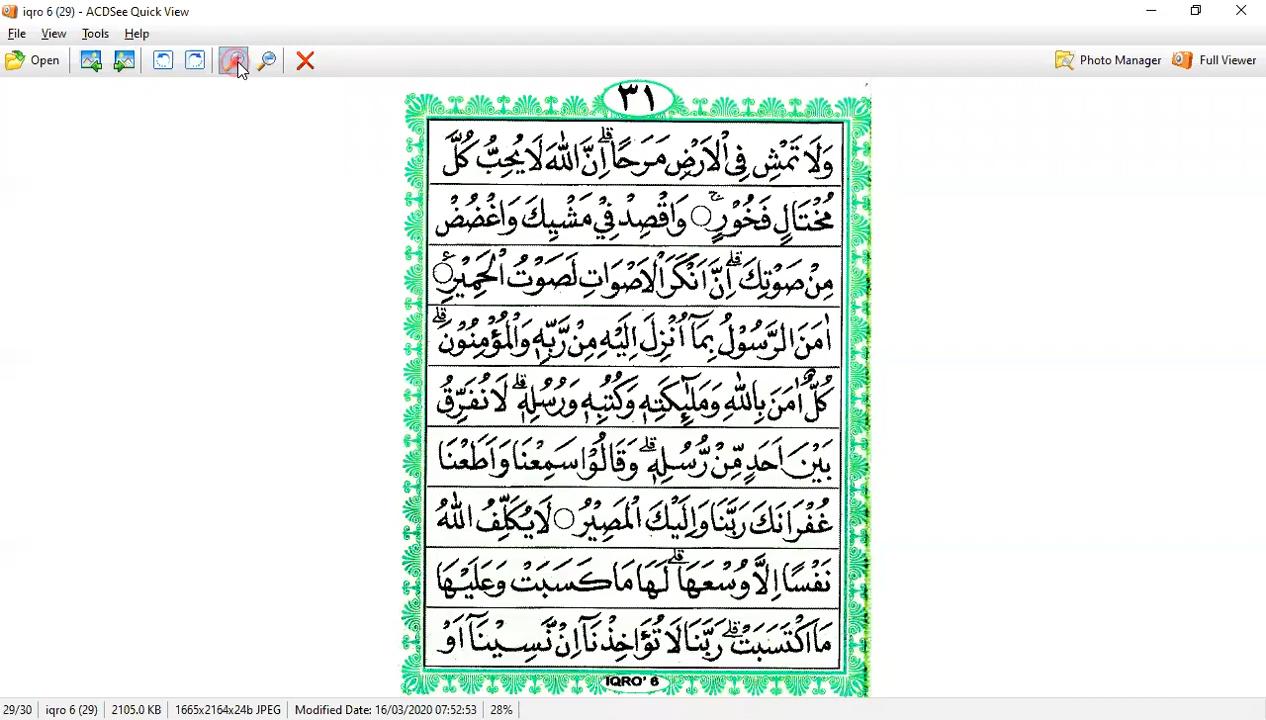 iqro 6 (29) - ACDSee Quick View
File View Tools Help
Open Photo Manager Full Viewer
٣١
وَلَا تَمْشِ فِى الْاَرْضِ مَرَحًا ۗ اِنَّ اللّٰهَ لَا يُحِبُّ كُلَّ
مُخْتَالٍ فَخُوْرٍ ۚ○ وَاقْصِدْ فِيْ مَشْيِكَ وَاغْضُضْ
مِنْ صَوْتِكَ ۗ اِنَّ اَنْكَرَ الْاَصْوَاتِ لَصَوْتُ الْحَمِيْرِ ࣖ○
اٰمَنَ الرَّسُوْلُ بِمَآ اُنْزِلَ اِلَيْهِ مِنْ رَّبِّهٖ وَالْمُؤْمِنُوْنَ ۗ
كُلٌّ اٰمَنَ بِاللّٰهِ وَمَلٰۤىِٕكَتِهٖ وَكُتُبِهٖ وَرُسُلِهٖ ۗ لَا نُفَرِّقُ
بَيْنَ اَحَدٍ مِّنْ رُّسُلِهٖ ۗ وَقَالُوْا سَمِعْنَا وَاَطَعْنَا
غُفْرَانَكَ رَبَّنَا وَاِلَيْكَ الْمَصِيْرُ ○ لَا يُكَلِّفُ اللّٰهُ
نَفْسًا اِلَّا وُسْعَهَا ۗ لَهَا مَا كَسَبَتْ وَعَلَيْهَا
مَا اكْتَسَبَتْ ۗ رَبَّنَا لَا تُؤَاخِذْنَآ اِنْ نَّسِيْنَآ اَوْ
IQRO' 6
29/30 iqro 6 (29) 2105.0 KB 1665x2164x24b JPEG Modified Date: 16/03/2020 07:52:53 28%